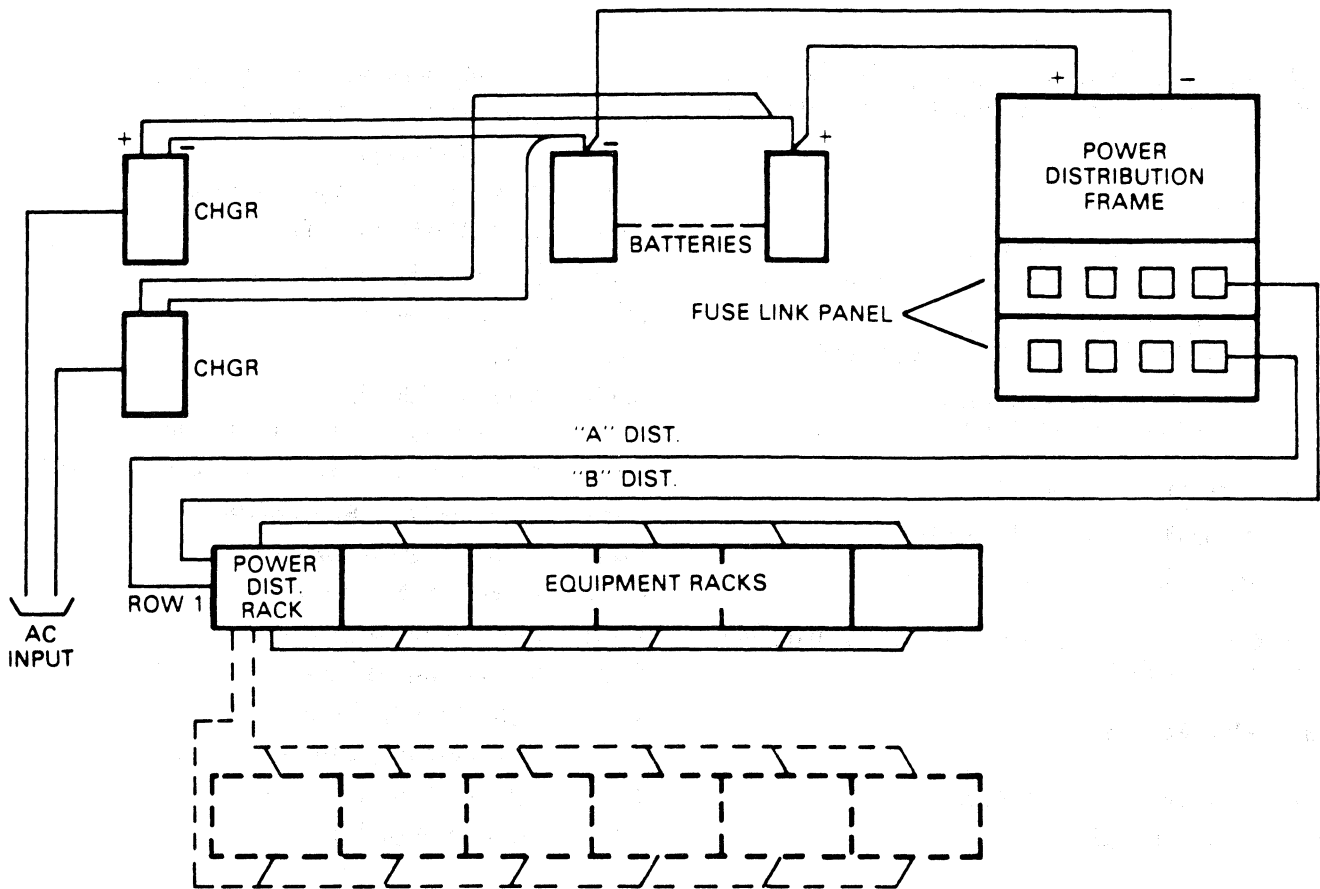 + −
POWER
DISTRIBUTION
FRAME
+ −
CHGR
− +
BATTERIES
FUSE LINK PANEL
CHGR
"A" DIST.
"B" DIST.
POWER
DIST.
RACK
EQUIPMENT RACKS
ROW 1
AC
INPUT